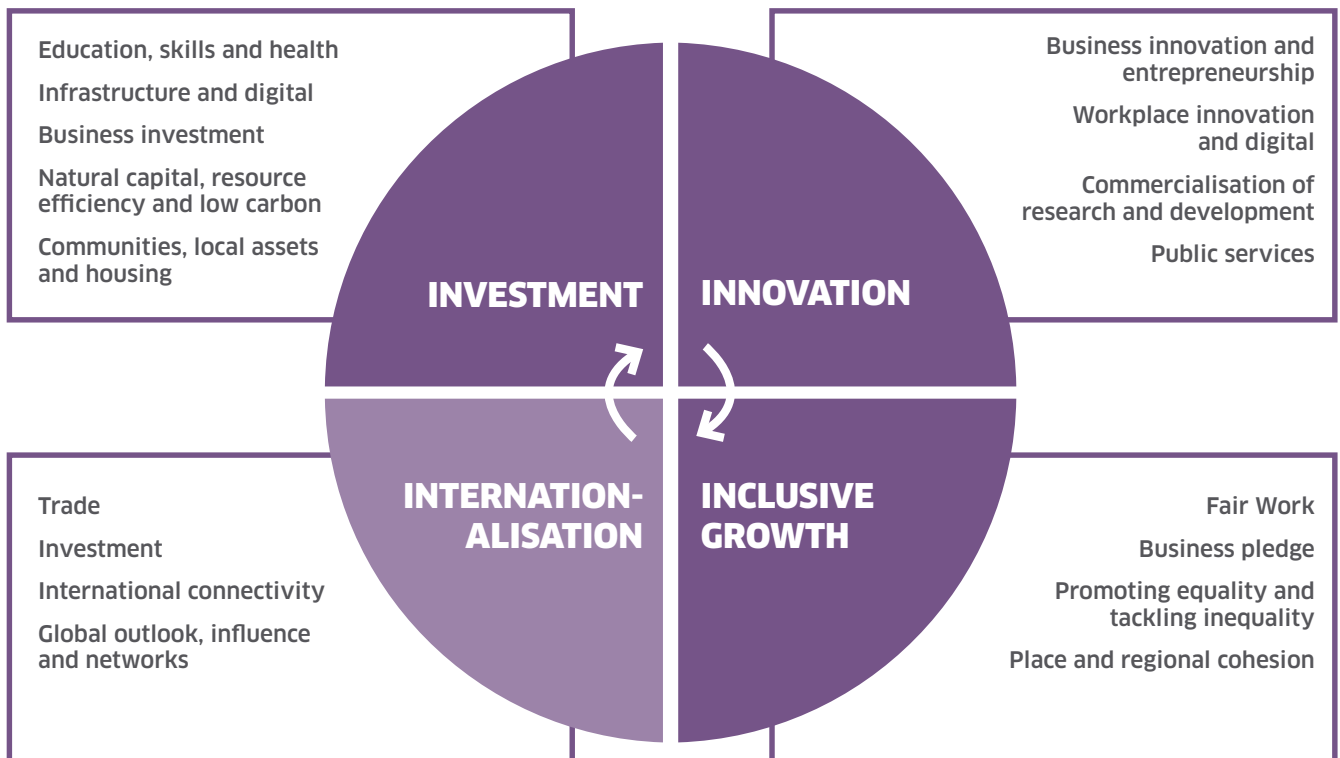 Education, skills and health
Infrastructure and digital
Business investment
Natural capital, resource
efficiency and low carbon
Communities, local assets
and housing
Business innovation and
entrepreneurship
Workplace innovation
and digital
Commercialisation of
research and development
Public services
INVESTMENT
INNOVATION
INTERNATION-
ALISATION
INCLUSIVE
GROWTH
Trade
Investment
International connectivity
Global outlook, influence
and networks
Fair Work
Business pledge
Promoting equality and
tackling inequality
Place and regional cohesion